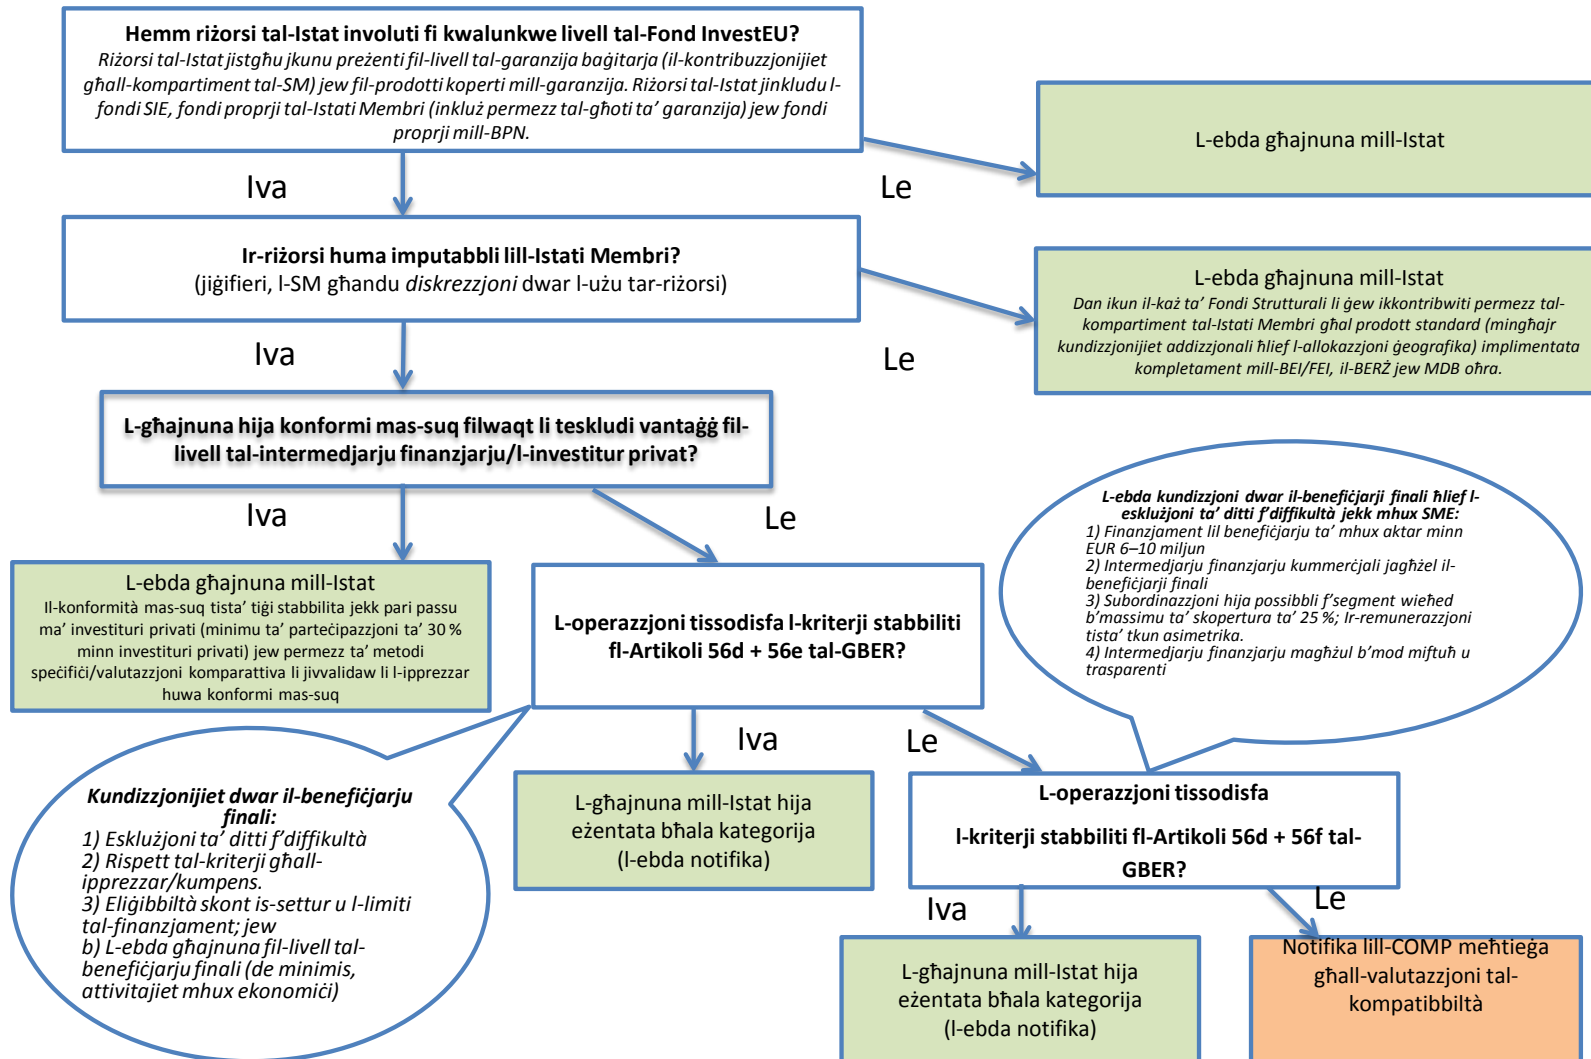 Hemm riżorsi tal-Istat involuti fi kwalunkwe livell tal-Fond InvestEU?
Riżorsi tal-Istat jistgħu jkunu preżenti fil-livell tal-garanzija baġitarja (il-kontribuzzjonijiet
għall-kompartiment tal-SM) jew fil-prodotti koperti mill-garanzija. Riżorsi tal-Istat jinkludu l-
fondi SIE, fondi proprji tal-Istati Membri (inkluż permezz tal-għoti ta’ garanzija) jew fondi
proprji mill-BPN.
L-ebda għajnuna mill-Istat
Iva
Le
Ir-riżorsi huma imputabbli lill-Istati Membri?
(jiġifieri, l-SM għandu diskrezzjoni dwar l-użu tar-riżorsi)
L-ebda għajnuna mill-Istat
Dan ikun il-każ ta’ Fondi Strutturali li ġew ikkontribwiti permezz tal-
kompartiment tal-Istati Membri għal prodott standard (mingħajr
kundizzjonijiet addizzjonali ħlief l-allokazzjoni ġeografika) implimentata
kompletament mill-BEI/FEI, il-BERŻ jew MDB oħra.
Iva
Le
L-għajnuna hija konformi mas-suq filwaqt li teskludi vantaġġ fil-
livell tal-intermedjarju finanzjarju/l-investitur privat?
Iva
Le
L-ebda kundizzjoni dwar il-benefiċjarji finali ħlief l-
esklużjoni ta’ ditti f’diffikultà jekk mhux SME:
1) Finanzjament lil benefiċjarju ta’ mhux aktar minn
EUR 6–10 miljun
2) Intermedjarju finanzjarju kummerċjali jagħżel il-
benefiċjarji finali
3) Subordinazzjoni hija possibbli f’segment wieħed
b’massimu ta’ skopertura ta’ 25 %; Ir-remunerazzjoni
tista’ tkun asimetrika.
4) Intermedjarju finanzjarju magħżul b’mod miftuħ u
trasparenti
L-ebda għajnuna mill-Istat
Il-konformità mas-suq tista’ tiġi stabbilita jekk pari passu
ma’ investituri privati (minimu ta’ parteċipazzjoni ta’ 30 %
minn investituri privati) jew permezz ta’ metodi
speċifiċi/valutazzjoni komparattiva li jivvalidaw li l-ipprezzar
huwa konformi mas-suq
L-operazzjoni tissodisfa l-kriterji stabbiliti
fl-Artikoli 56d + 56e tal-GBER?
Iva
Le
Kundizzjonijiet dwar il-benefiċjarju
finali:
1) Esklużjoni ta’ ditti f’diffikultà
2) Rispett tal-kriterji għall-
ipprezzar/kumpens.
3) Eliġibbiltà skont is-settur u l-limiti
tal-finanzjament; jew
b) L-ebda għajnuna fil-livell tal-
benefiċjarju finali (de minimis,
attivitajiet mhux ekonomiċi)
L-għajnuna mill-Istat hija
eżentata bħala kategorija
(l-ebda notifika)
L-operazzjoni tissodisfa
l-kriterji stabbiliti fl-Artikoli 56d + 56f tal-
GBER?
Iva
Le
L-għajnuna mill-Istat hija
eżentata bħala kategorija
(l-ebda notifika)
Notifika lill-COMP meħtieġa
għall-valutazzjoni tal-
kompatibbiltà